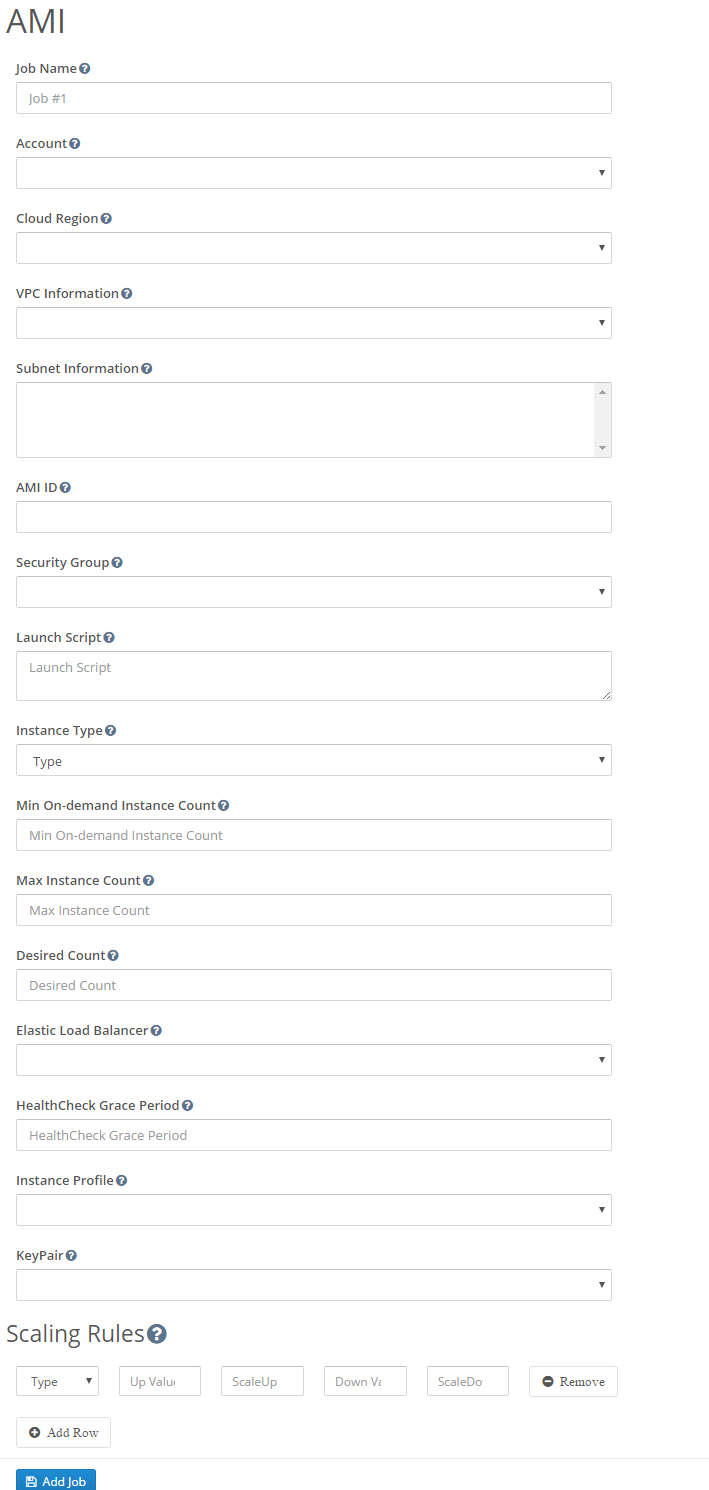 AMI
Job Name
Job #1
Account
Cloud Region
VPC Information
Subnet Information
AMI ID
Security Group
Launch Script
Launch Script
Instance Type
Type
Min On-demand Instance Count
Min On-demand Instance Count
Max Instance Count
Max Instance Count
Desired Count
Desired Count
Elastic Load Balancer
HealthCheck Grace Period
HealthCheck Grace Period
Instance Profile
KeyPair
Scaling Rules
Type Up Valu ScaleUp Down Va ScaleDo Remove
Add Row
Add Job